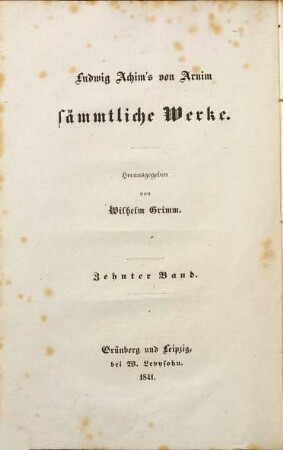 Ludwig Achim's von Arnim
sämmtliche Werke.
Herausgegeben
von
Wilhelm Grimm.
Zehnter Band.
Grünberg und Leipzig,
bei W. Levysohn.
1841.